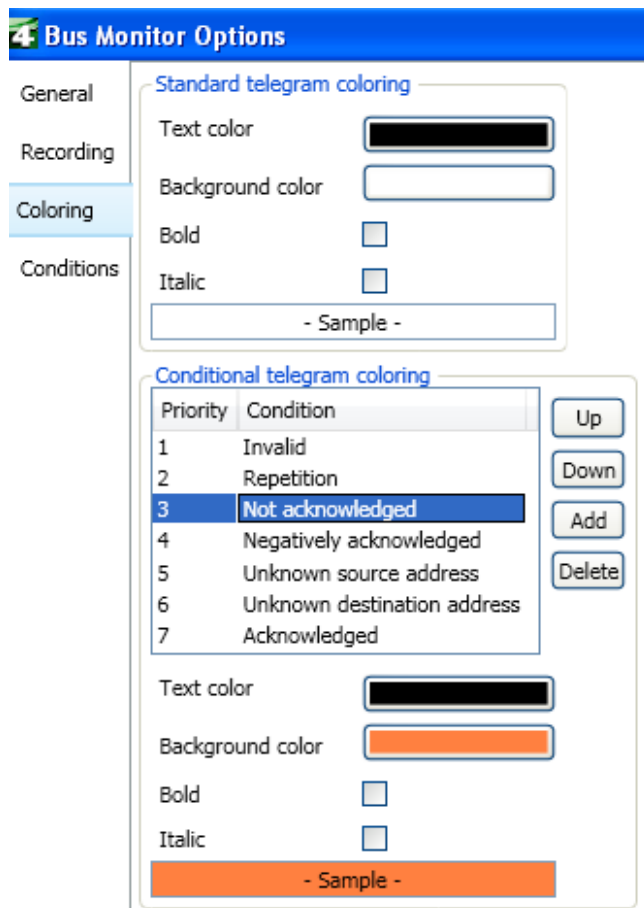 4 Bus Monitor Options
General
Recording
Coloring
Conditions
Standard telegram coloring
Text color
Background color
Bold
Italic
- Sample -
Conditional telegram coloring
Priority Condition
1 Invalid
2 Repetition
3 Not acknowledged
4 Negatively acknowledged
5 Unknown source address
6 Unknown destination address
7 Acknowledged
Up
Down
Add
Delete
Text color
Background color
Bold
Italic
- Sample -